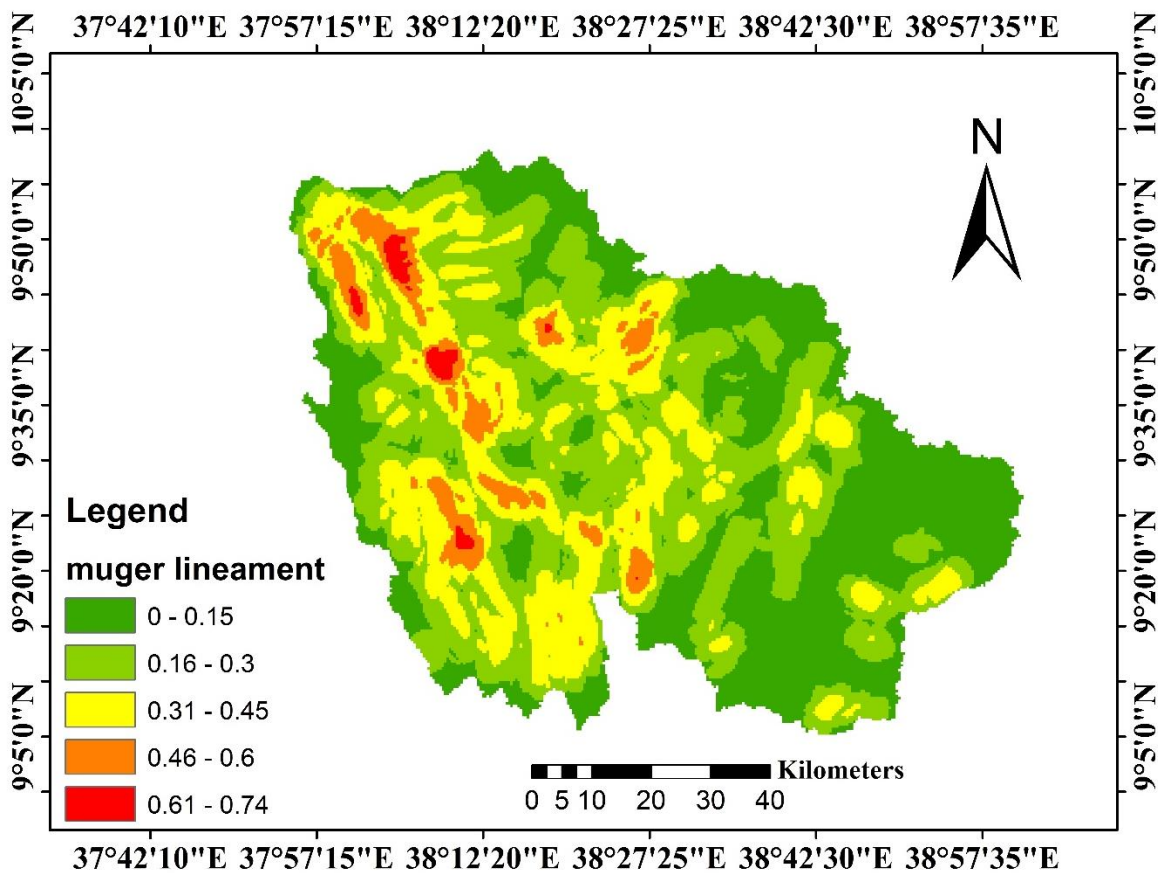 37°42'10"E 37°57'15"E 38°12'20"E 38°27'25"E 38°42'30"E 38°57'35"E
10°5'0"N
10°5'0"N
N
9°50'0"N
9°50'0"N
9°35'0"N
9°35'0"N
Legend
muger lineament
0 - 0.15
0.16 - 0.3
0.31 - 0.45
0.46 - 0.6
0.61 - 0.74
9°20'0"N
9°20'0"N
9°5'0"N
9°5'0"N
Kilometers
0 5 10 20 30 40
37°42'10"E 37°57'15"E 38°12'20"E 38°27'25"E 38°42'30"E 38°57'35"E